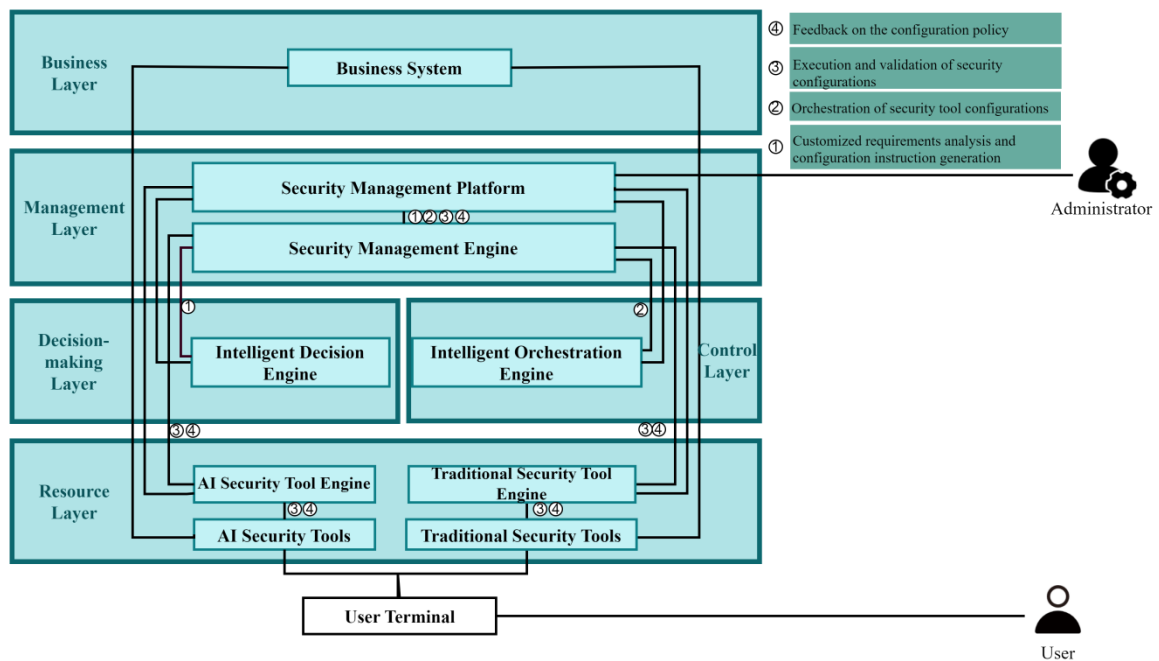 Business
Layer
Business System
④ Feedback on the configuration policy
③ Execution and validation of security
configurations
② Orchestration of security tool configurations
① Customized requirements analysis and
configuration instruction generation
Management
Layer
Security Management Platform
①②③④
Security Management Engine
Administrator
①
②
Decision-
making
Layer
Intelligent Decision
Engine
Intelligent Orchestration
Engine
Control
Layer
③④
③④
Resource
Layer
AI Security Tool Engine
Traditional Security Tool
Engine
③④
③④
AI Security Tools
Traditional Security Tools
User Terminal
User